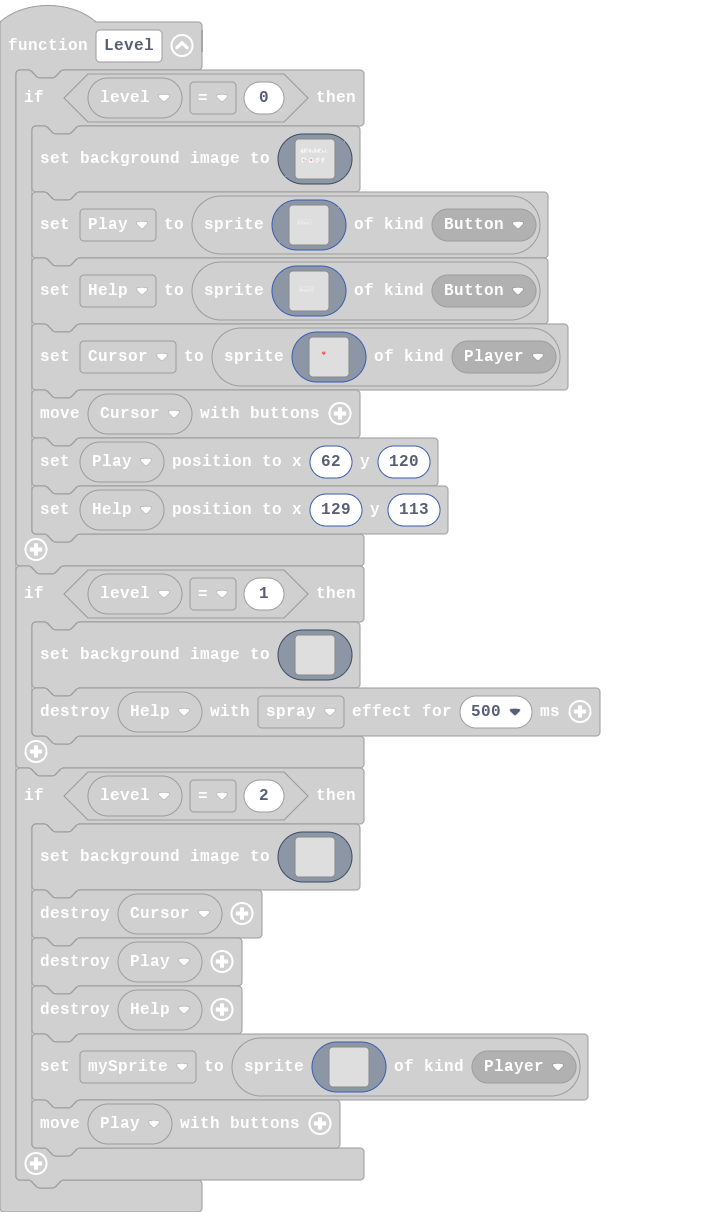 function Level
if level = 0 then
set background image to
set Play to sprite of kind Button
set Help to sprite of kind Button
set Cursor to sprite of kind Player
move Cursor with buttons
set Play position to x 62 y 120
set Help position to x 129 y 113
if level = 1 then
set background image to
destroy Help with spray effect for 500 ms
if level = 2 then
set background image to
destroy Cursor
destroy Play
destroy Help
set mySprite to sprite of kind Player
move Play with buttons